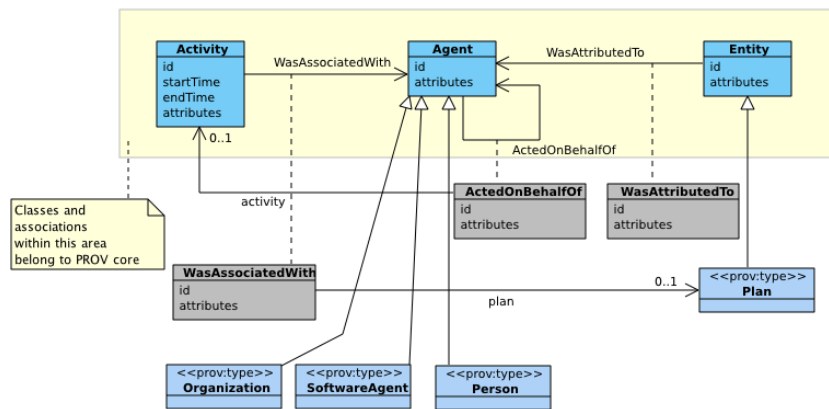 Activity
id
startTime
endTime
attributes
WasAssociatedWith
Agent
id
attributes
WasAttributedTo
Entity
id
attributes
0..1
ActedOnBehalfOf
Classes and
associations
within this area
belong to PROV core
activity
ActedOnBehalfOf
id
attributes
WasAttributedTo
id
attributes
WasAssociatedWith
id
attributes
plan
0..1
<<prov:type>>
Plan
<<prov:type>>
Organization
<<prov:type>>
SoftwareAgent
<<prov:type>>
Person